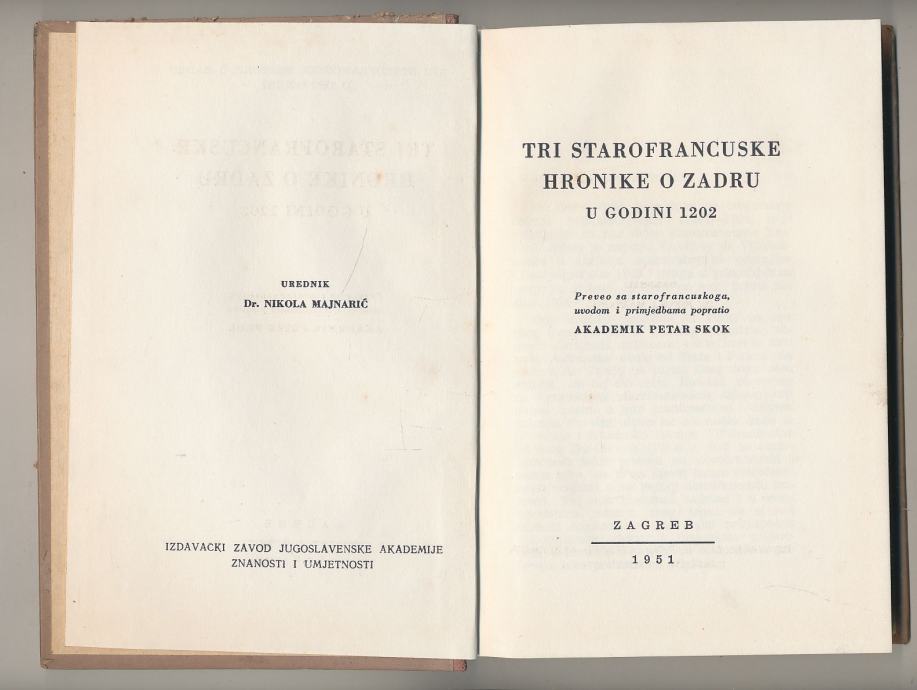 UREDNIK
Dr. NIKOLA MAJNARIĆ
IZDAVAČKI ZAVOD JUGOSLAVENSKE AKADEMIJE
ZNANOSTI I UMJETNOSTI
TRI STAROFRANCUSKE
HRONIKE O ZADRU
U GODINI 1202
Preveo sa starofrancuskoga,
uvodom i primjedbama popratio
AKADEMIK PETAR SKOK
ZAGREB
1951